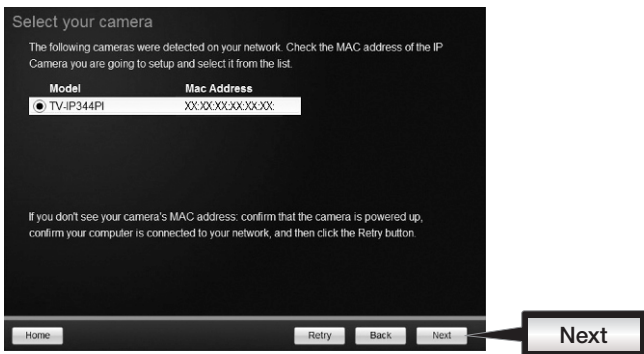 Select your camera
The following cameras were detected on your network. Check the MAC address of the IP
Camera you are going to setup and select it from the list.
Model Mac Address
TV-IP344PI XX:XX:XX:XX:XX:XX:
If you don't see your camera's MAC address: confirm that the camera is powered up,
confirm your computer is connected to your network, and then click the Retry button.
Home Retry Back Next
Next